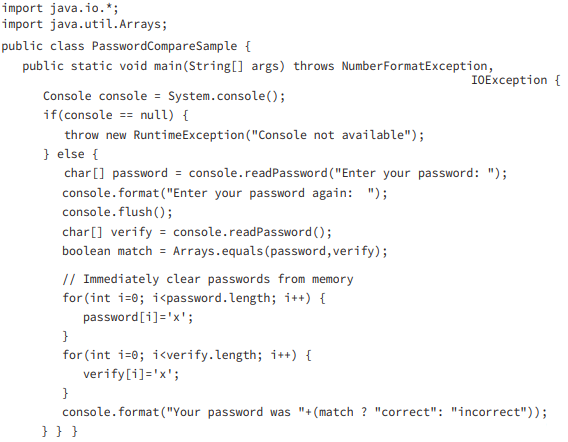 import java.io.*;
import java.util.Arrays;
public class PasswordCompareSample {
   public static void main(String[] args) throws NumberFormatException,
                                                                  IOException {
      Console console = System.console();
      if(console == null) {
         throw new RuntimeException("Console not available");
      } else {
         char[] password = console.readPassword("Enter your password: ");
         console.format("Enter your password again:  ");
         console.flush();
         char[] verify = console.readPassword();
         boolean match = Arrays.equals(password,verify);
         // Immediately clear passwords from memory
         for(int i=0; i<password.length; i++) {
            password[i]='x';
         }
         for(int i=0; i<verify.length; i++) {
            verify[i]='x';
         }
         console.format("Your password was "+(match ? "correct": "incorrect"));
      } } }